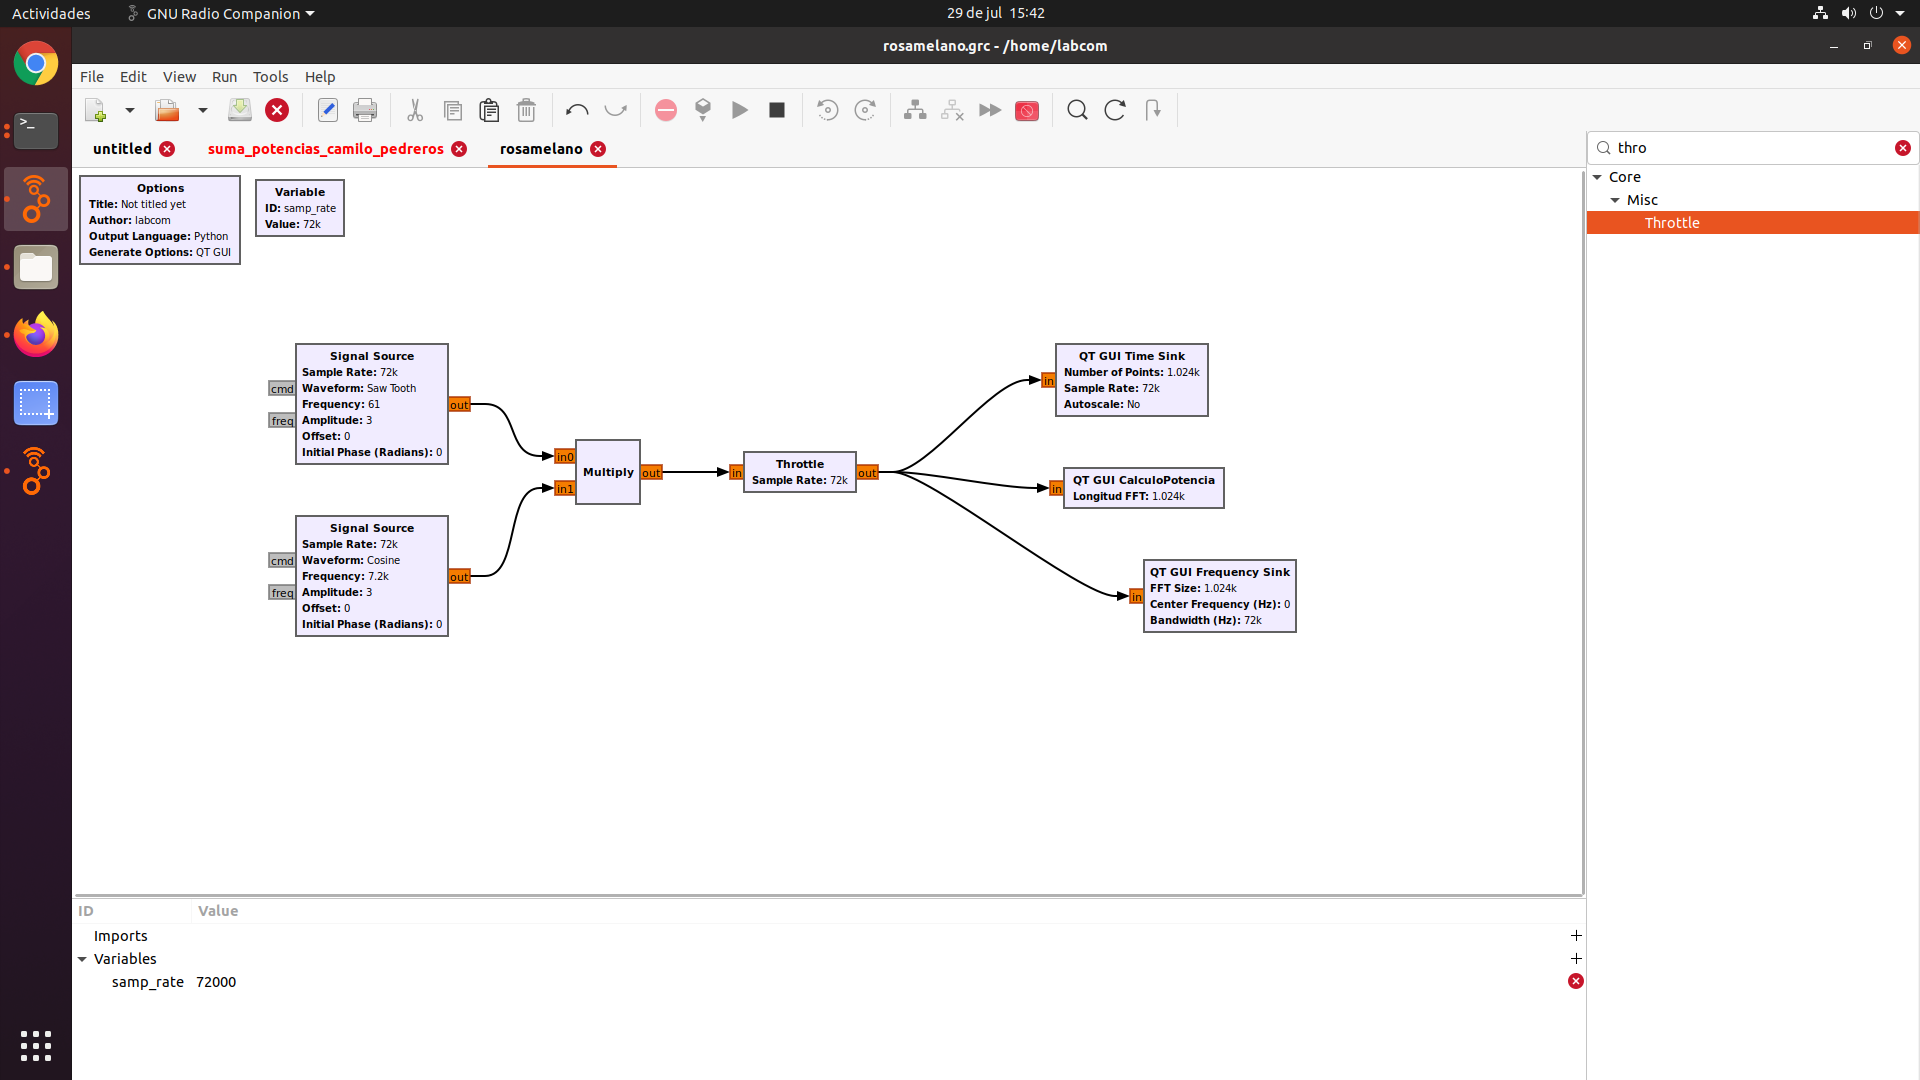 Actividades
GNU Radio Companion
29 de jul 15:42
rosamelano.grc - /home/labcom
File Edit View Run Tools Help
untitled
suma_potencias_camilo_pedreros
rosamelano
thro
Core
Misc
Throttle
Options
Title: Not titled yet
Author: labcom
Output Language: Python
Generate Options: QT GUI
Variable
ID: samp_rate
Value: 72k
Signal Source
Sample Rate: 72k
Waveform: Saw Tooth
Frequency: 61
Amplitude: 3
Offset: 0
Initial Phase (Radians): 0
cmd
freq
out
Signal Source
Sample Rate: 72k
Waveform: Cosine
Frequency: 7.2k
Amplitude: 3
Offset: 0
Initial Phase (Radians): 0
cmd
freq
out
in0
in1
Multiply
out
in
Throttle
Sample Rate: 72k
out
in
QT GUI Time Sink
Number of Points: 1.024k
Sample Rate: 72k
Autoscale: No
in
QT GUI CalculoPotencia
Longitud FFT: 1.024k
in
QT GUI Frequency Sink
FFT Size: 1.024k
Center Frequency (Hz): 0
Bandwidth (Hz): 72k
ID Value
Imports
Variables
samp_rate 72000